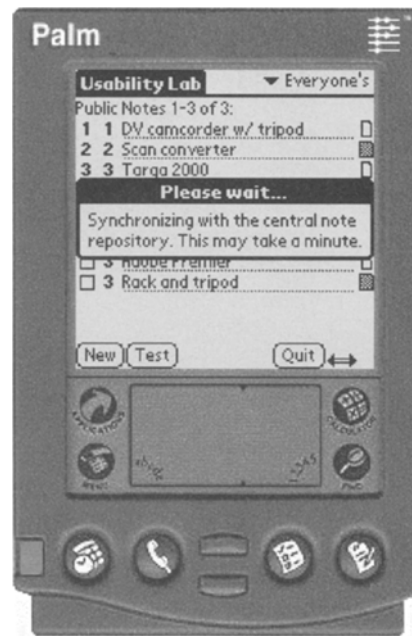 Palm
Usability Lab ▼ Everyone's
Public Notes 1-3 of 3:
1 1 DV camcorder w/ tripod
2 2 Scan converter
3 3 Targa 2000
Please wait...
Synchronizing with the central note
repository. This may take a minute.
3 Adobe Premier
3 Rack and tripod
New Test Quit
APPLICATIONS
CALCULATOR
MENU
FIND
abc
123